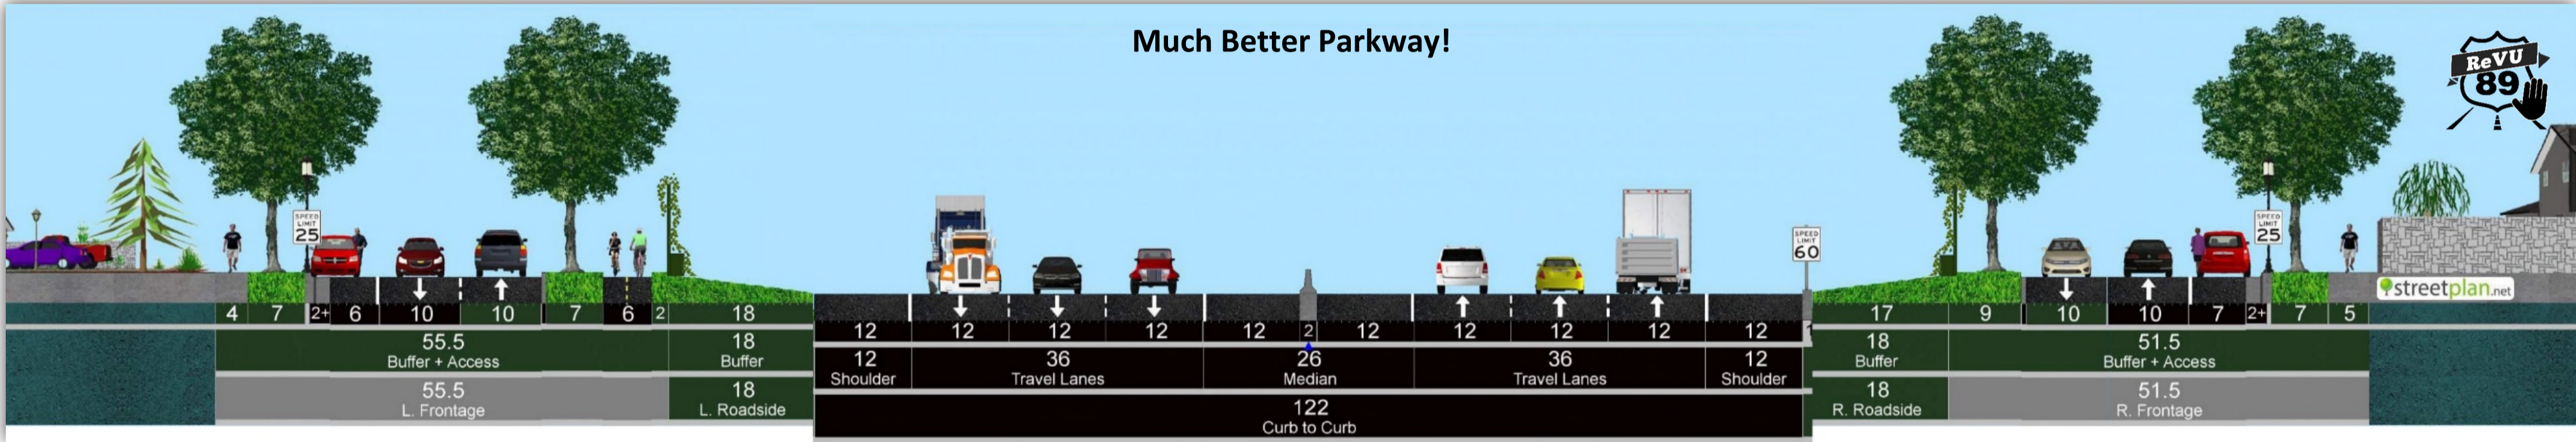 Much Better Parkway!
ReVU
89
SPEED
LIMIT
25
SPEED
LIMIT
60
SPEED
LIMIT
25
streetplan.net
4 7 2+ 6 10 10 7 6 2 18
12 12 12 12 12 2 12 12 12 12 12 1
17 9 10 10 7 2+ 7 5
55.5
Buffer + Access
18
Buffer
12
Shoulder
36
Travel Lanes
26
Median
36
Travel Lanes
12
Shoulder
18
Buffer
51.5
Buffer + Access
55.5
L. Frontage
18
L. Roadside
122
Curb to Curb
18
R. Roadside
51.5
R. Frontage